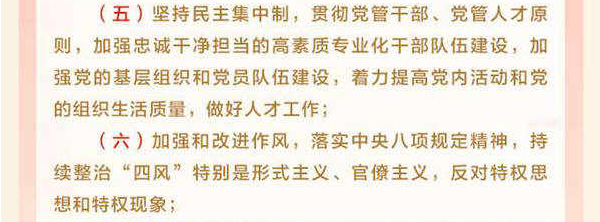 （五）坚持民主集中制，贯彻党管干部、党管人才原
则，加强忠诚干净担当的高素质专业化干部队伍建设，加
强党的基层组织和党员队伍建设，着力提高党内活动和党
的组织生活质量，做好人才工作；
（六）加强和改进作风，落实中央八项规定精神，持
续整治“四风”特别是形式主义、官僚主义，反对特权思
想和特权现象；